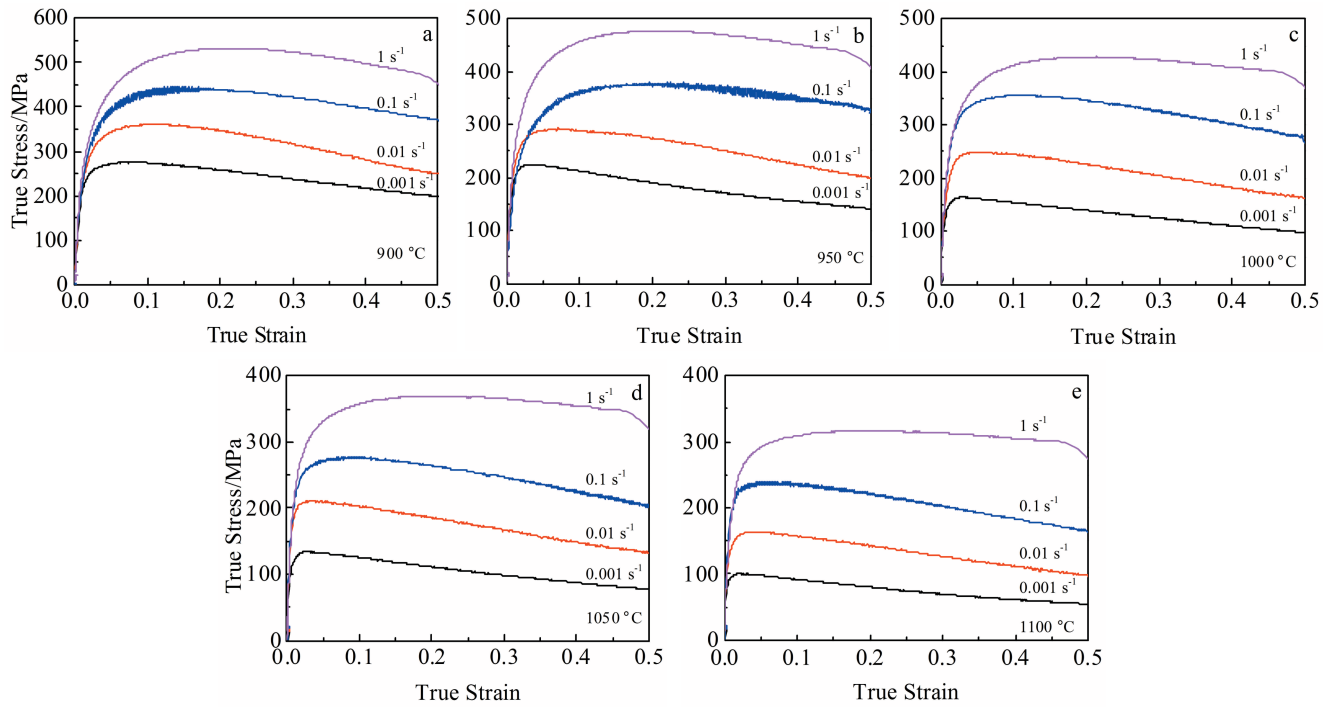 600
500
400
300
200
100
0
True Stress/MPa
a
1 s⁻¹
0.1 s⁻¹
0.01 s⁻¹
0.001 s⁻¹
900 °C
0.0 0.1 0.2 0.3 0.4 0.5
True Strain
500
400
300
200
100
0
b
1 s⁻¹
0.1 s⁻¹
0.01 s⁻¹
0.001 s⁻¹
950 °C
0.0 0.1 0.2 0.3 0.4 0.5
True Strain
500
400
300
200
100
0
c
1 s⁻¹
0.1 s⁻¹
0.01 s⁻¹
0.001 s⁻¹
1000 °C
0.0 0.1 0.2 0.3 0.4 0.5
True Strain
400
300
200
100
0
True Stress/MPa
d
1 s⁻¹
0.1 s⁻¹
0.01 s⁻¹
0.001 s⁻¹
1050 °C
0.0 0.1 0.2 0.3 0.4 0.5
True Strain
400
300
200
100
0
e
1 s⁻¹
0.1 s⁻¹
0.01 s⁻¹
0.001 s⁻¹
1100 °C
0.0 0.1 0.2 0.3 0.4 0.5
True Strain